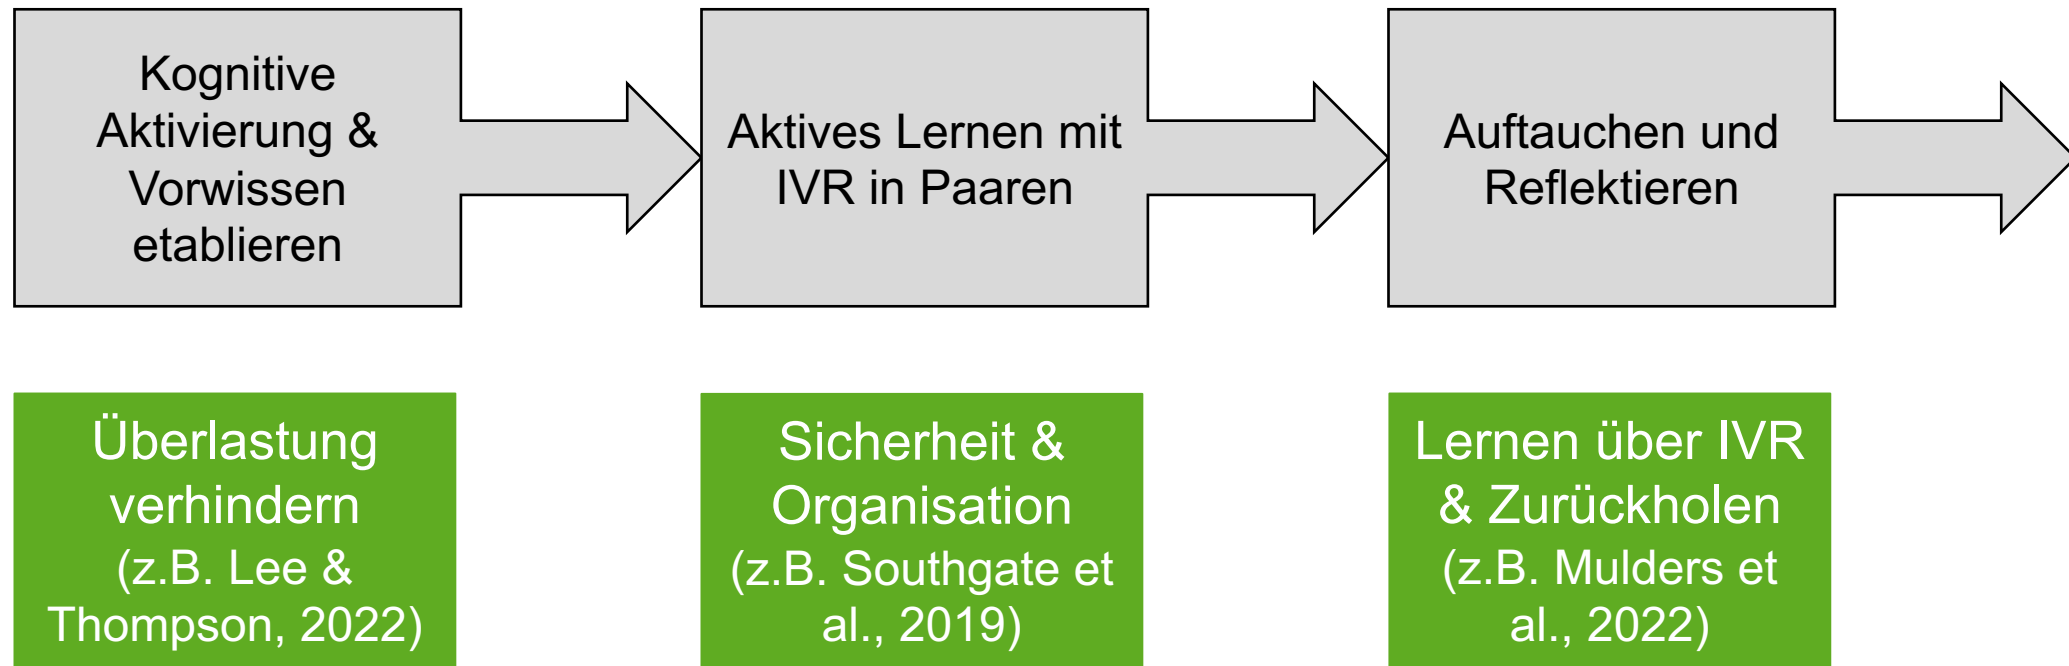 Kognitive
Aktivierung &
Vorwissen
etablieren
Aktives Lernen mit
IVR in Paaren
Auftauchen und
Reflektieren
Überlastung
verhindern
(z.B. Lee &
Thompson, 2022)
Sicherheit &
Organisation
(z.B. Southgate et
al., 2019)
Lernen über IVR
& Zurückholen
(z.B. Mulders et
al., 2022)